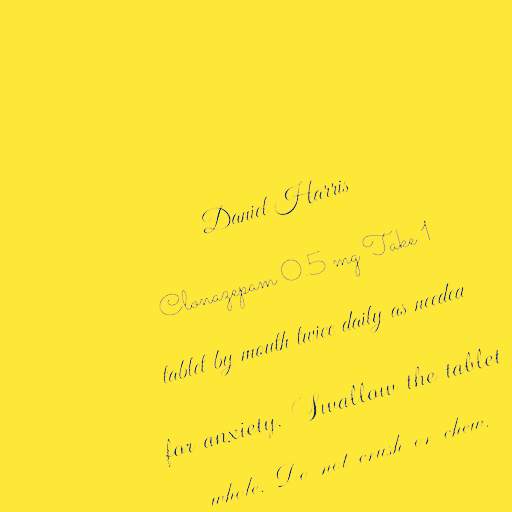 Daniel Harris
Clonazepam 0.5 mg Take 1
tablet by mouth twice daily as needed
for anxiety. Swallow the tablet
whole. Do not crush or chew.